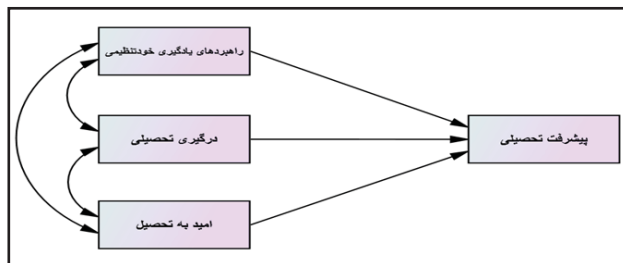 راهبردهای یادگیری خودتنظیمی
درگیری تحصیلی
پیشرفت تحصیلی
امید به تحصیل